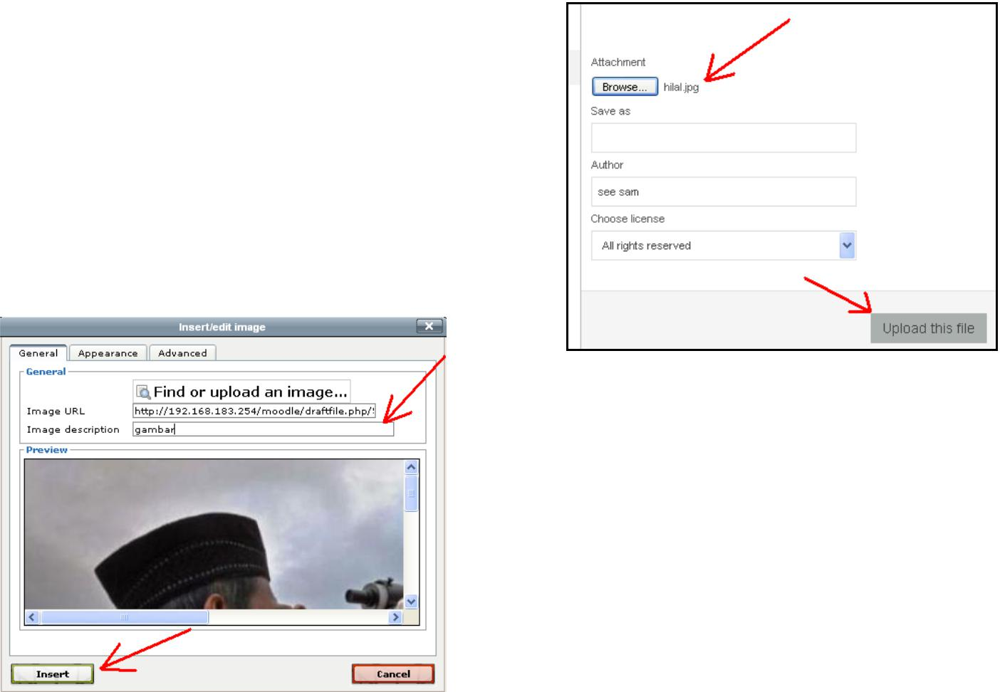 Attachment
Browse... hilal.jpg
Save as
Author
see sam
Choose license
All rights reserved
Upload this file
Insert/edit image
General Appearance Advanced
General
Find or upload an image...
Image URL http://192.168.183.254/moodle/draftfile.php/
Image description gambar
Preview
Insert Cancel